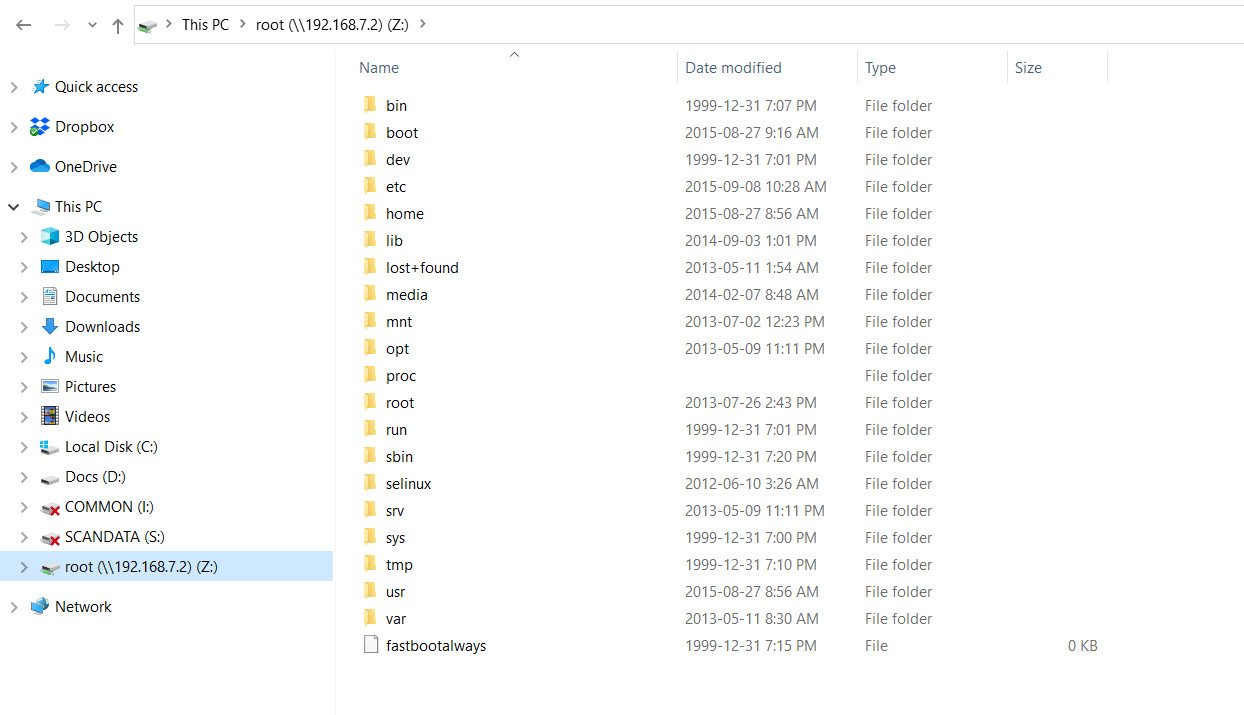 This PC > root (\\192.168.7.2) (Z:) >
Quick access
Dropbox
OneDrive
This PC
3D Objects
Desktop
Documents
Downloads
Music
Pictures
Videos
Local Disk (C:)
Docs (D:)
COMMON (I:)
SCANDATA (S:)
root (\\192.168.7.2) (Z:)
Network
Name Date modified Type Size
bin 1999-12-31 7:07 PM File folder
boot 2015-08-27 9:16 AM File folder
dev 1999-12-31 7:01 PM File folder
etc 2015-09-08 10:28 AM File folder
home 2015-08-27 8:56 AM File folder
lib 2014-09-03 1:01 PM File folder
lost+found 2013-05-11 1:54 AM File folder
media 2014-02-07 8:48 AM File folder
mnt 2013-07-02 12:23 PM File folder
opt 2013-05-09 11:11 PM File folder
proc File folder
root 2013-07-26 2:43 PM File folder
run 1999-12-31 7:01 PM File folder
sbin 1999-12-31 7:20 PM File folder
selinux 2012-06-10 3:26 AM File folder
srv 2013-05-09 11:11 PM File folder
sys 1999-12-31 7:00 PM File folder
tmp 1999-12-31 7:10 PM File folder
usr 2015-08-27 8:56 AM File folder
var 2013-05-11 8:30 AM File folder
fastbootalways 1999-12-31 7:15 PM File 0 KB